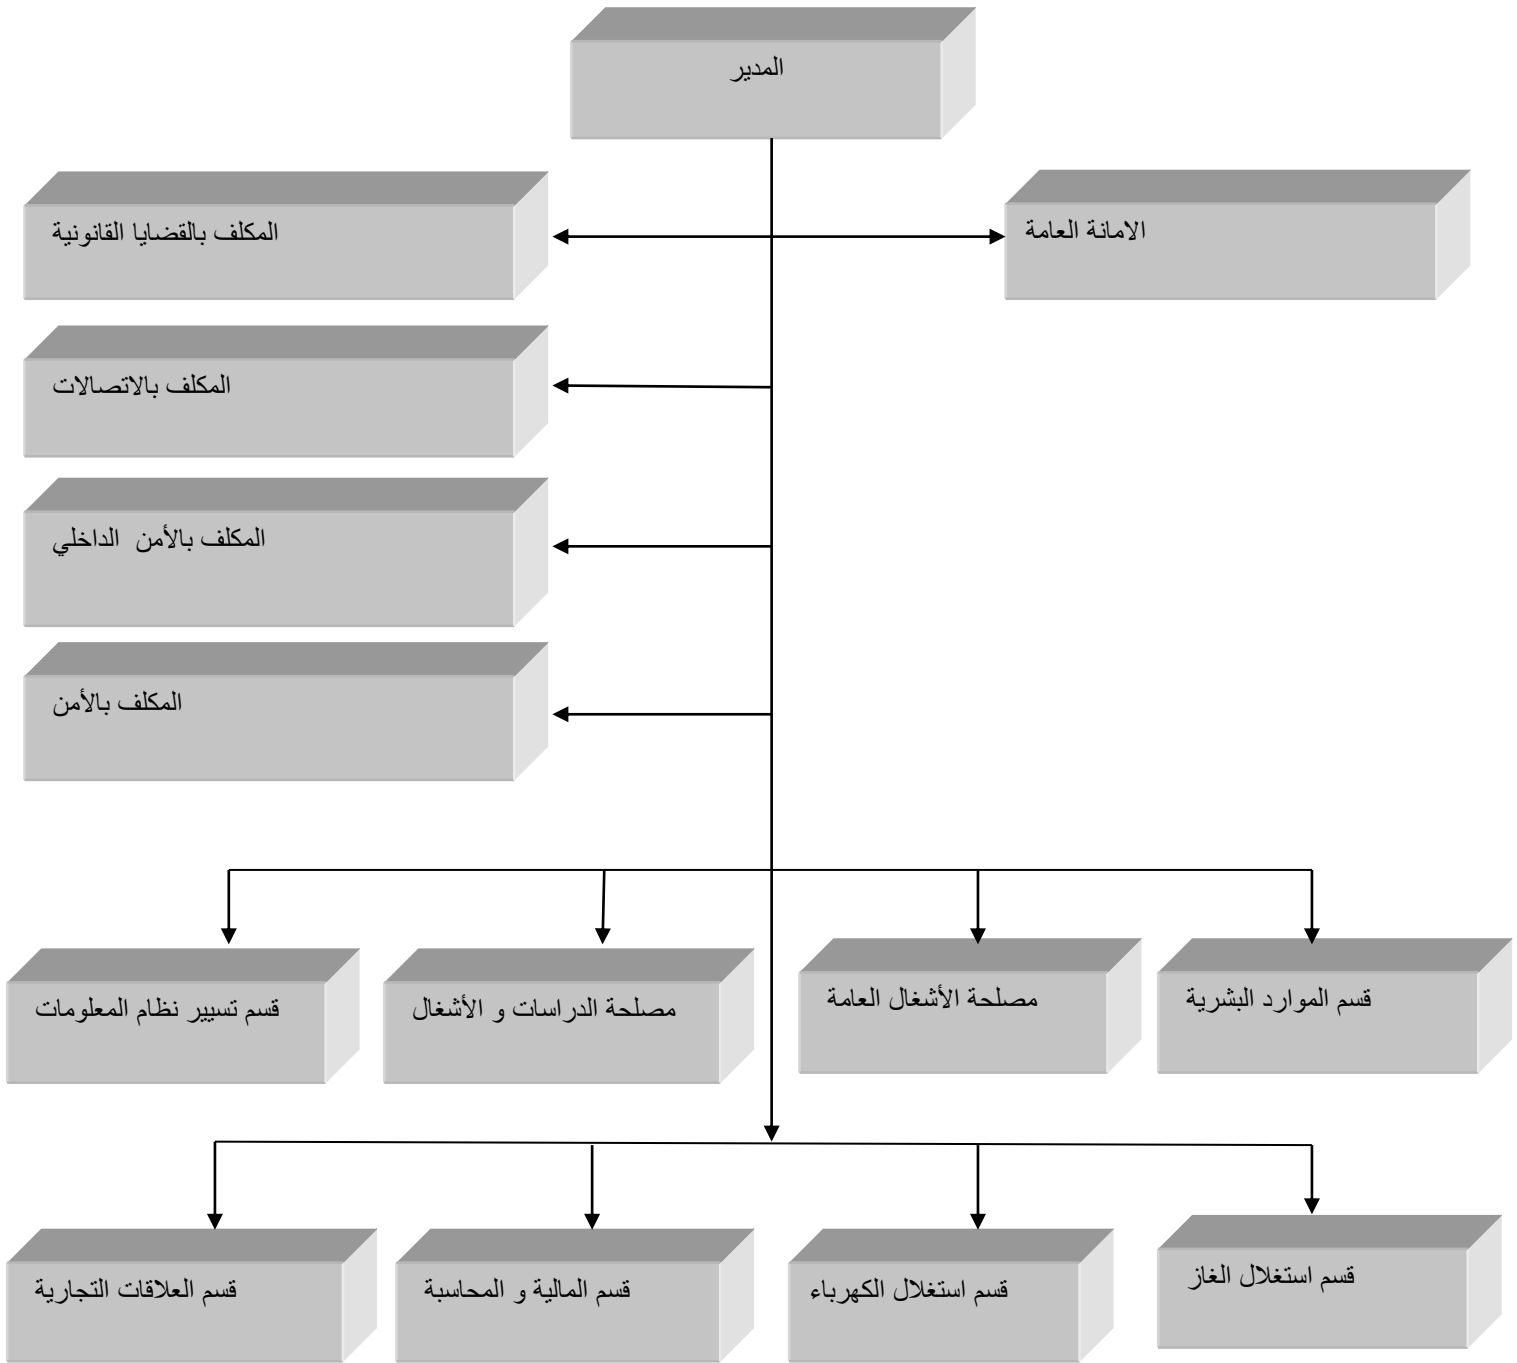 المدير
الامانة العامة
المكلف بالقضايا القانونية
المكلف بالاتصالات
المكلف بالأمن الداخلي
المكلف بالأمن
قسم الموارد البشرية
مصلحة الأشغال العامة
مصلحة الدراسات و الأشغال
قسم تسيير نظام المعلومات
قسم استغلال الغاز
قسم استغلال الكهرباء
قسم المالية و المحاسبة
قسم العلاقات التجارية